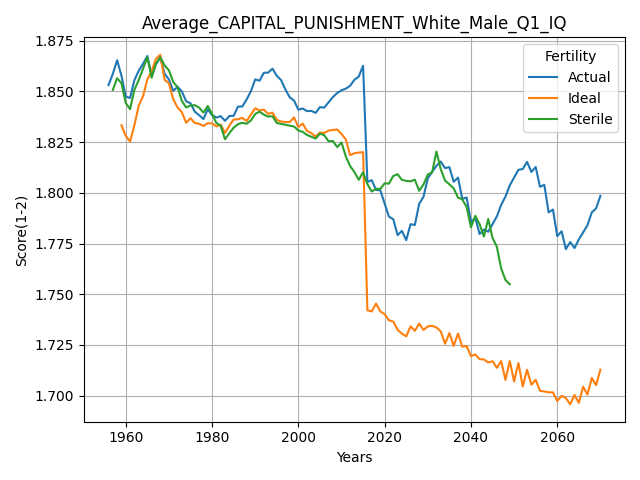 Average_CAPITAL_PUNISHMENT_White_Male_Q1_IQ
Score(1-2)
1.875
1.850
1.825
1.800
1.775
1.750
1.725
1.700
Fertility
Actual
Ideal
Sterile
1960 1980 2000 2020 2040 2060
Years